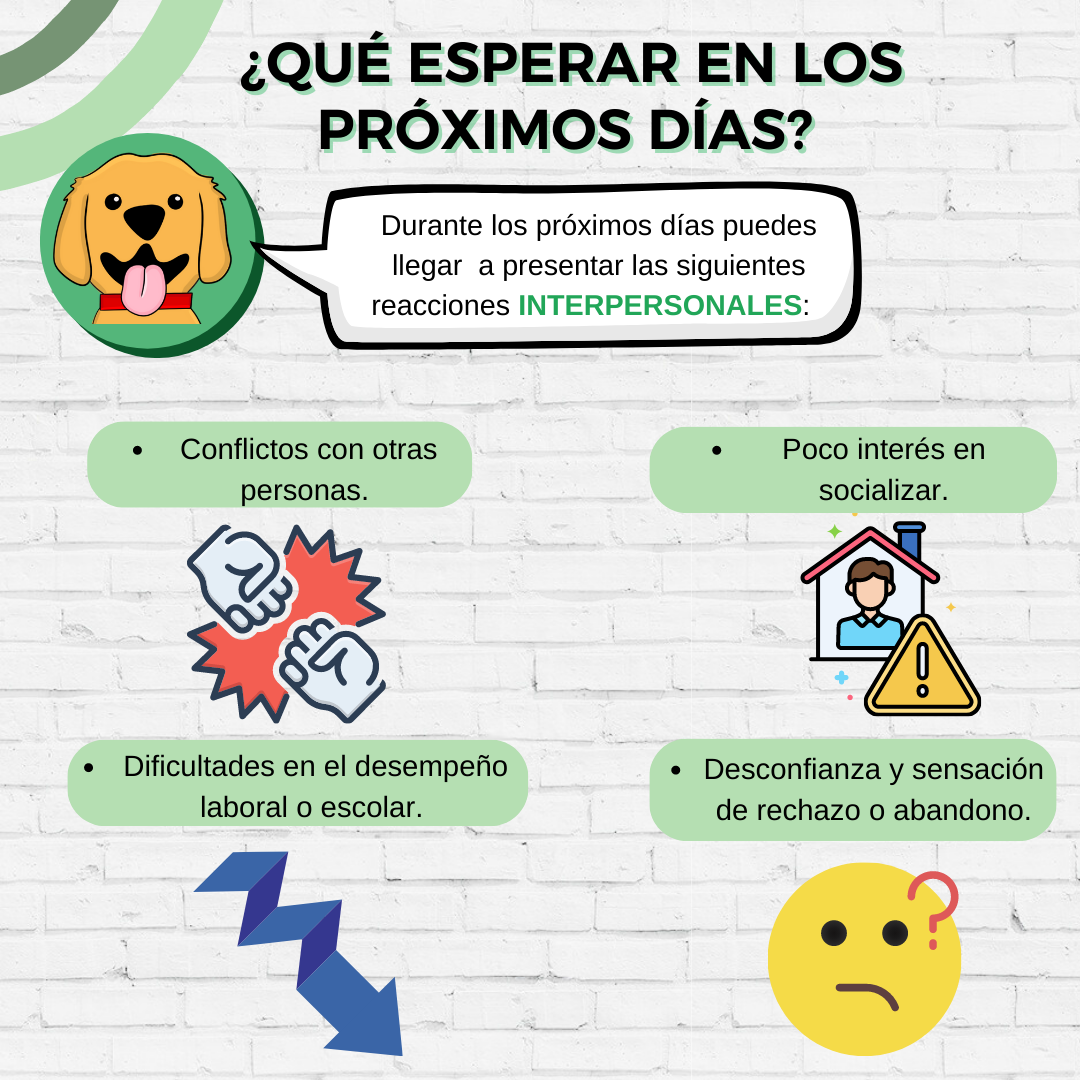 ¿QUÉ ESPERAR EN LOS
PRÓXIMOS DÍAS?
Durante los próximos días puedes
llegar a presentar las siguientes
reacciones INTERPERSONALES:
• Conflictos con otras
personas.
• Poco interés en
socializar.
• Dificultades en el desempeño
laboral o escolar.
• Desconfianza y sensación
de rechazo o abandono.